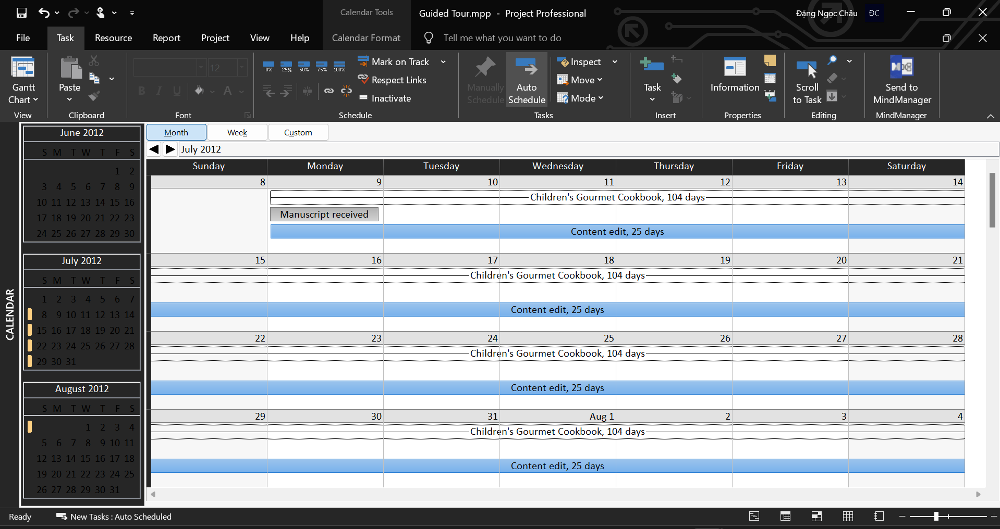 Calendar Tools
Guided Tour.mpp - Project Professional
Đặng Ngọc Châu
ĐC
File
Task
Resource
Report
Project
View
Help
Calendar Format
Tell me what you want to do
Gantt
Chart
View
Paste
Clipboard
12
B I U
A
Font
0% 25% 50% 75% 100%
Mark on Track
Respect Links
Inactivate
Schedule
Manually
Schedule
Auto
Schedule
Inspect
Move
Mode
Tasks
Task
Insert
Information
Properties
Scroll
to Task
Editing
Send to
MindManager
MindManager
CALENDAR
June 2012
S M T W T F S
1 2
3 4 5 6 7 8 9
10 11 12 13 14 15 16
17 18 19 20 21 22 23
24 25 26 27 28 29 30
July 2012
S M T W T F S
1 2 3 4 5 6 7
8 9 10 11 12 13 14
15 16 17 18 19 20 21
22 23 24 25 26 27 28
29 30 31
August 2012
S M T W T F S
1 2 3 4
5 6 7 8 9 10 11
12 13 14 15 16 17 18
19 20 21 22 23 24 25
26 27 28 29 30 31
Month
Week
Custom
July 2012
Sunday Monday Tuesday Wednesday Thursday Friday Saturday
8 9 10 11 12 13 14
Children's Gourmet Cookbook, 104 days
Manuscript received
Content edit, 25 days
15 16 17 18 19 20 21
Children's Gourmet Cookbook, 104 days
Content edit, 25 days
22 23 24 25 26 27 28
Children's Gourmet Cookbook, 104 days
Content edit, 25 days
29 30 31 Aug 1 2 3 4
Children's Gourmet Cookbook, 104 days
Content edit, 25 days
Ready
New Tasks : Auto Scheduled